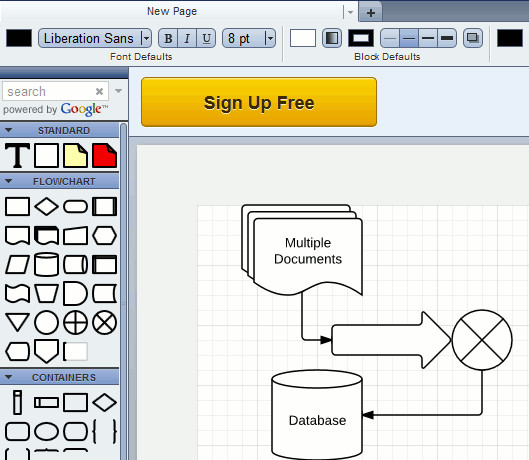 New Page
Liberation Sans
B I U
8 pt
Font Defaults
Block Defaults
search
powered by Google™
Sign Up Free
STANDARD
T
FLOWCHART
CONTAINERS
Multiple
Documents
Database